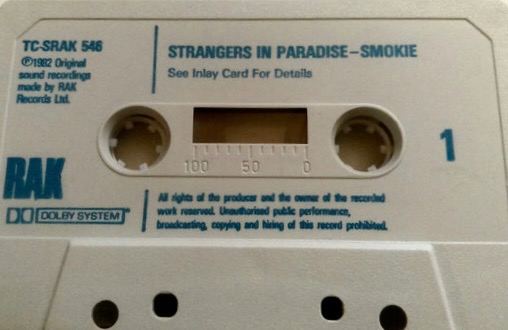 TC-SRAK 546
℗1982 Original
sound recordings
made by RAK
Records Ltd.
STRANGERS IN PARADISE-SMOKIE
See Inlay Card For Details
100 50 0
1
RAK
DOLBY SYSTEM
All rights of the producer and the owner of the recorded
work reserved. Unauthorised public performance,
broadcasting, copying and hiring of this record prohibited.